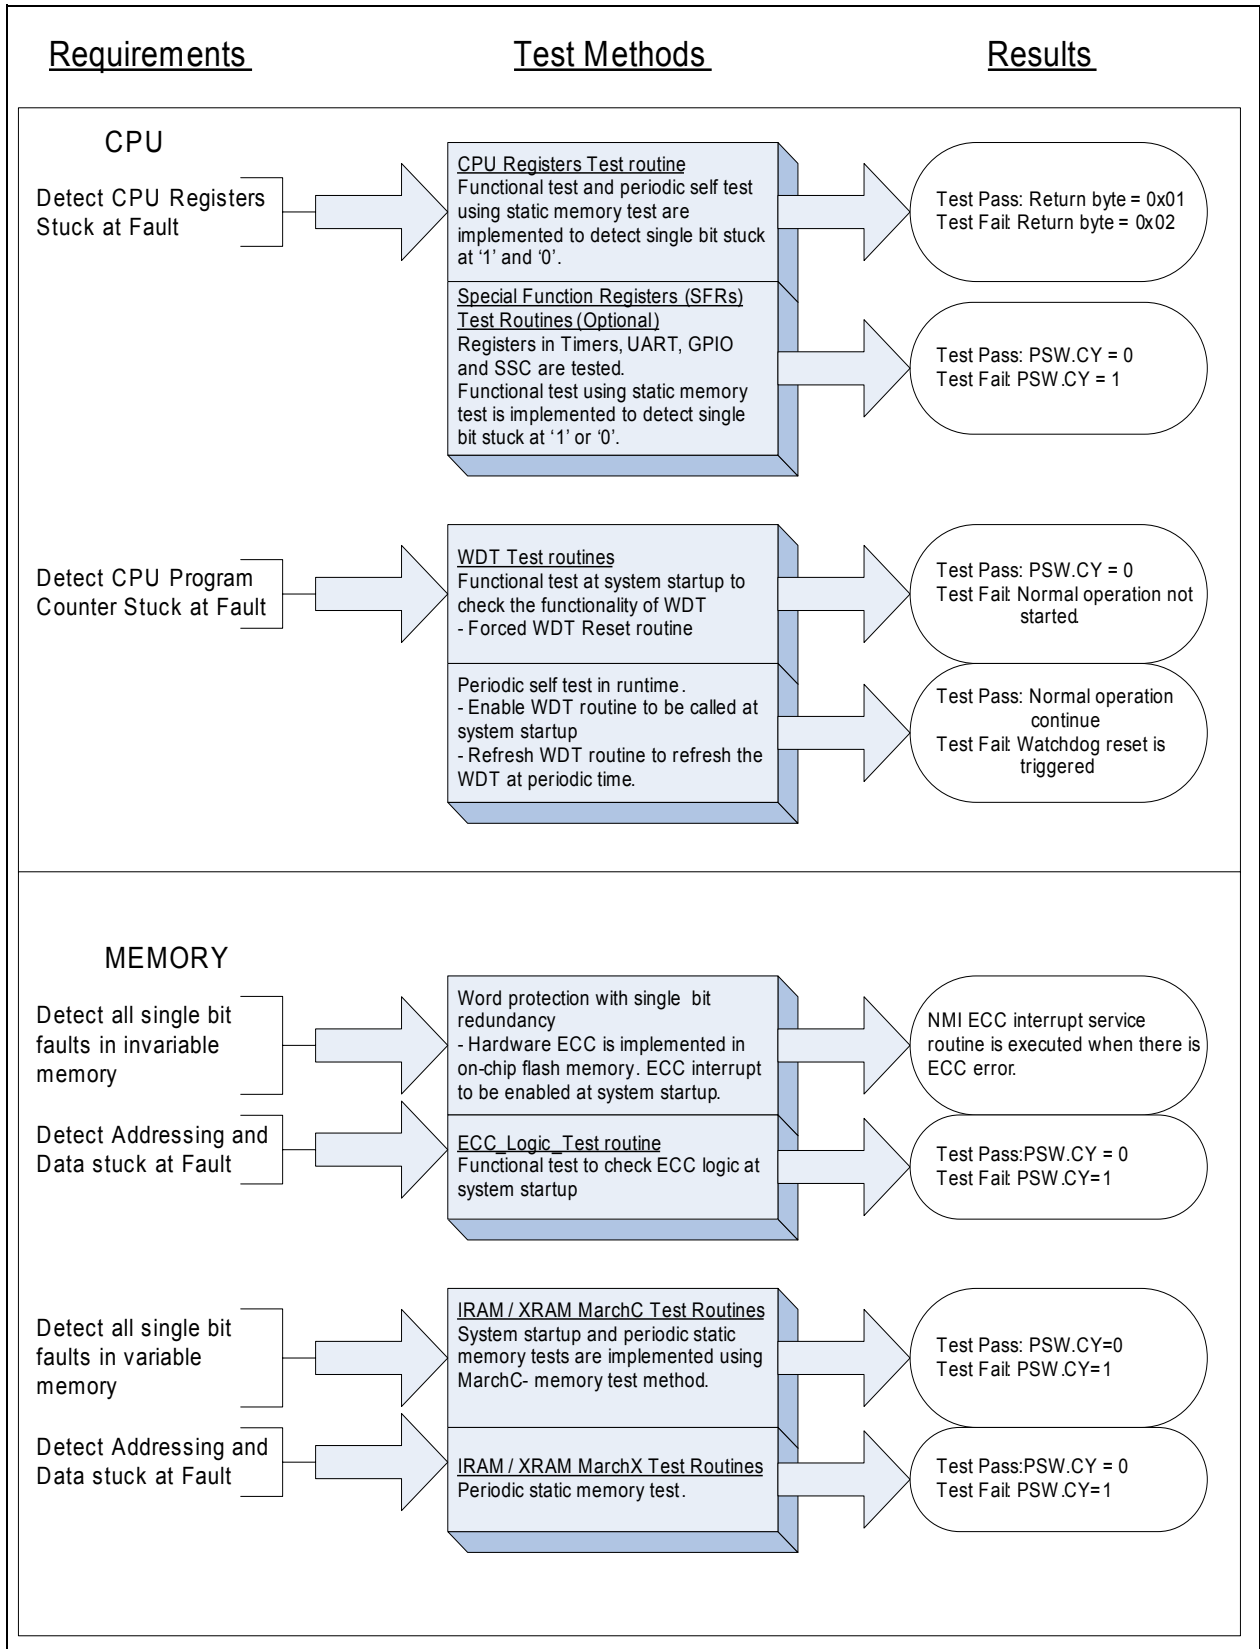 Requirements
Test Methods
Results
CPU
Detect CPU Registers
Stuck at Fault
CPU Registers Test routine
Functional test and periodic self test
using static memory test are
implemented to detect single bit stuck
at ‘1’ and ‘0’.
Test Pass: Return byte = 0x01
Test Fail: Return byte = 0x02
Special Function Registers (SFRs)
Test Routines (Optional)
Registers in Timers, UART, GPIO
and SSC are tested.
Functional test using static memory
test is implemented to detect single
bit stuck at ‘1’ or ‘0’.
Test Pass: PSW.CY = 0
Test Fail: PSW.CY = 1
Detect CPU Program
Counter Stuck at Fault
WDT Test routines
Functional test at system startup to
check the functionality of WDT
- Forced WDT Reset routine
Test Pass: PSW.CY = 0
Test Fail: Normal operation not
started.
Periodic self test in runtime.
- Enable WDT routine to be called at
system startup
- Refresh WDT routine to refresh the
WDT at periodic time.
Test Pass: Normal operation
continue
Test Fail: Watchdog reset is
triggered
MEMORY
Detect all single bit
faults in invariable
memory
Word protection with single bit
redundancy
- Hardware ECC is implemented in
on-chip flash memory. ECC interrupt
to be enabled at system startup.
NMI ECC interrupt service
routine is executed when there is
ECC error.
Detect Addressing and
Data stuck at Fault
ECC_Logic_Test routine
Functional test to check ECC logic at
system startup
Test Pass:PSW.CY = 0
Test Fail: PSW.CY=1
Detect all single bit
faults in variable
memory
IRAM / XRAM MarchC Test Routines
System startup and periodic static
memory tests are implemented using
MarchC- memory test method.
Test Pass: PSW.CY=0
Test Fail: PSW.CY=1
Detect Addressing and
Data stuck at Fault
IRAM / XRAM MarchX Test Routines
Periodic static memory test.
Test Pass:PSW.CY = 0
Test Fail: PSW.CY=1